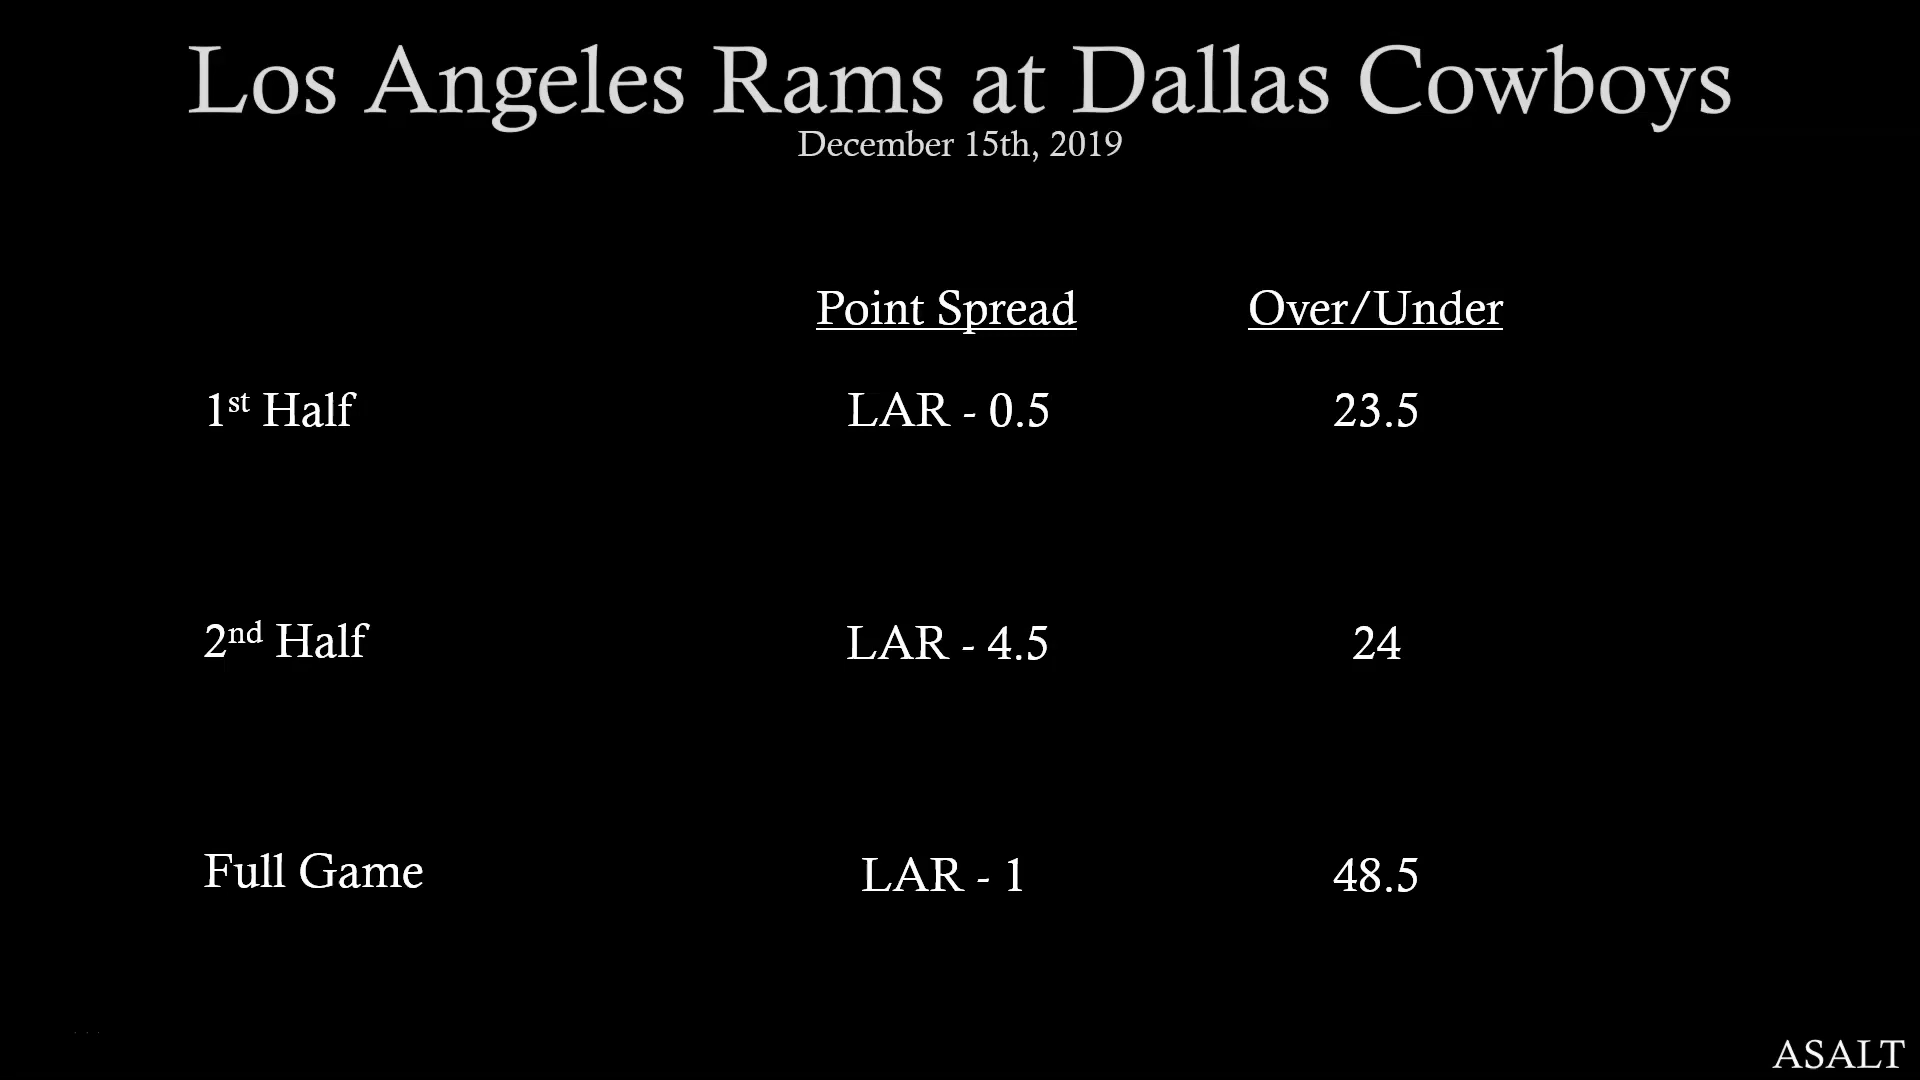 Los Angeles Rams at Dallas Cowboys
December 15th, 2019
Point Spread Over/Under
1st Half LAR - 0.5 23.5
2nd Half LAR - 4.5 24
Full Game LAR - 1 48.5
ASALT